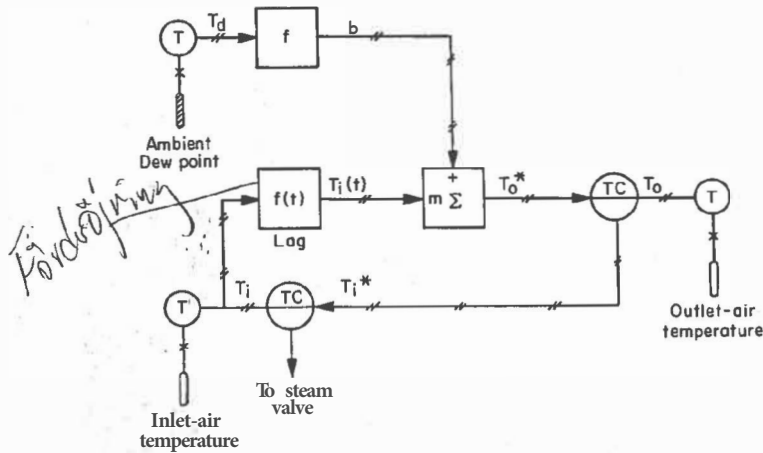 T
T_d
f
b
Ambient
Dew point
Fördröjning
f(t)
Lag
T_i(t)
+
m Σ
T_o*
TC
T_o
T
Outlet-air
temperature
T
T_i
TC
T_i*
To steam
valve
Inlet-air
temperature